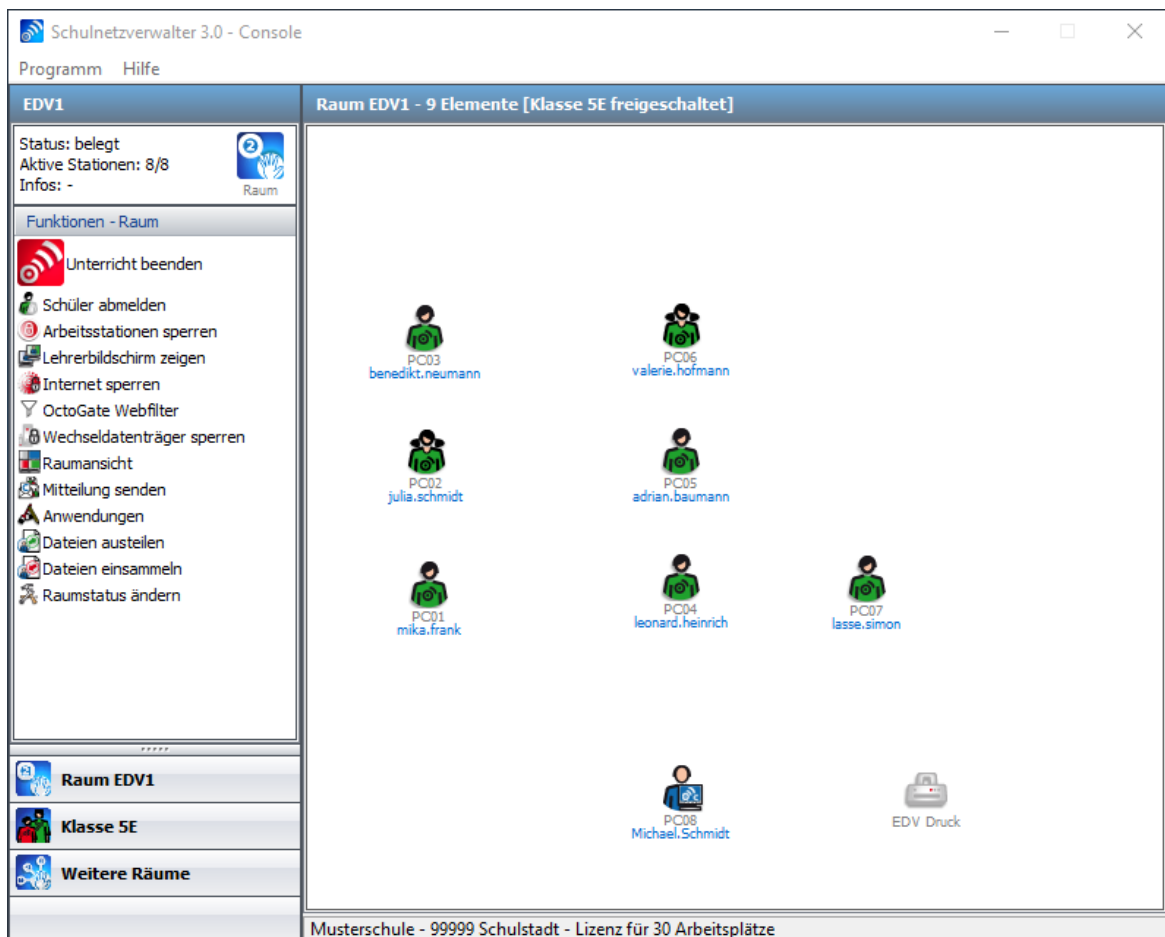 Schulnetzverwalter 3.0 - Console
Programm Hilfe
EDV1
Status: belegt
Aktive Stationen: 8/8
Infos: -
Raum
Funktionen - Raum
Unterricht beenden
Schüler abmelden
Arbeitsstationen sperren
Lehrerbildschirm zeigen
Internet sperren
OctoGate Webfilter
Wechseldatenträger sperren
Raumansicht
Mitteilung senden
Anwendungen
Dateien austeilen
Dateien einsammeln
Raumstatus ändern
Raum EDV1
Klasse 5E
Weitere Räume
Raum EDV1 - 9 Elemente [Klasse 5E freigeschaltet]
PC03
benedikt.neumann
PC06
valerie.hofmann
PC02
julia.schmidt
PC05
adrian.baumann
PC01
mika.frank
PC04
leonard.heinrich
PC07
lasse.simon
PC08
Michael.Schmidt
EDV Druck
Musterschule - 99999 Schulstadt - Lizenz für 30 Arbeitsplätze